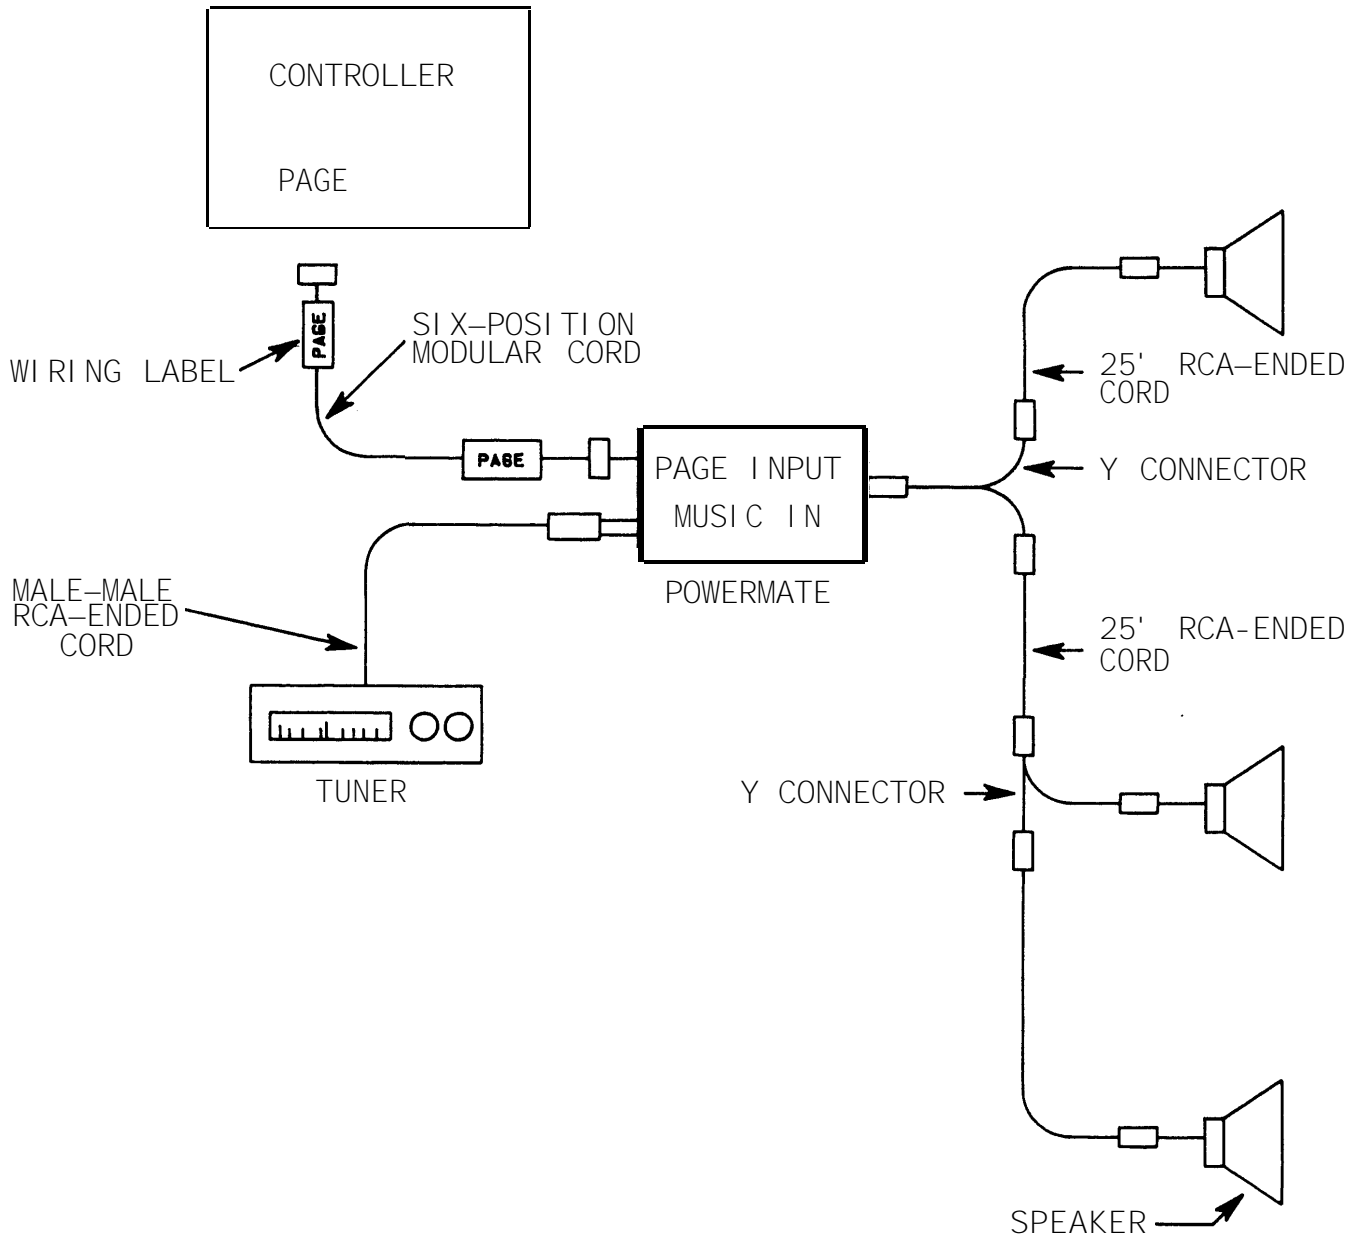 CONTROLLER
PAGE
PAGE
WIRING LABEL
SIX-POSITION
MODULAR CORD
25' RCA-ENDED
CORD
PAGE
PAGE INPUT
MUSIC IN
Y CONNECTOR
POWERMATE
MALE-MALE
RCA-ENDED
CORD
25' RCA-ENDED
CORD
TUNER
Y CONNECTOR
SPEAKER